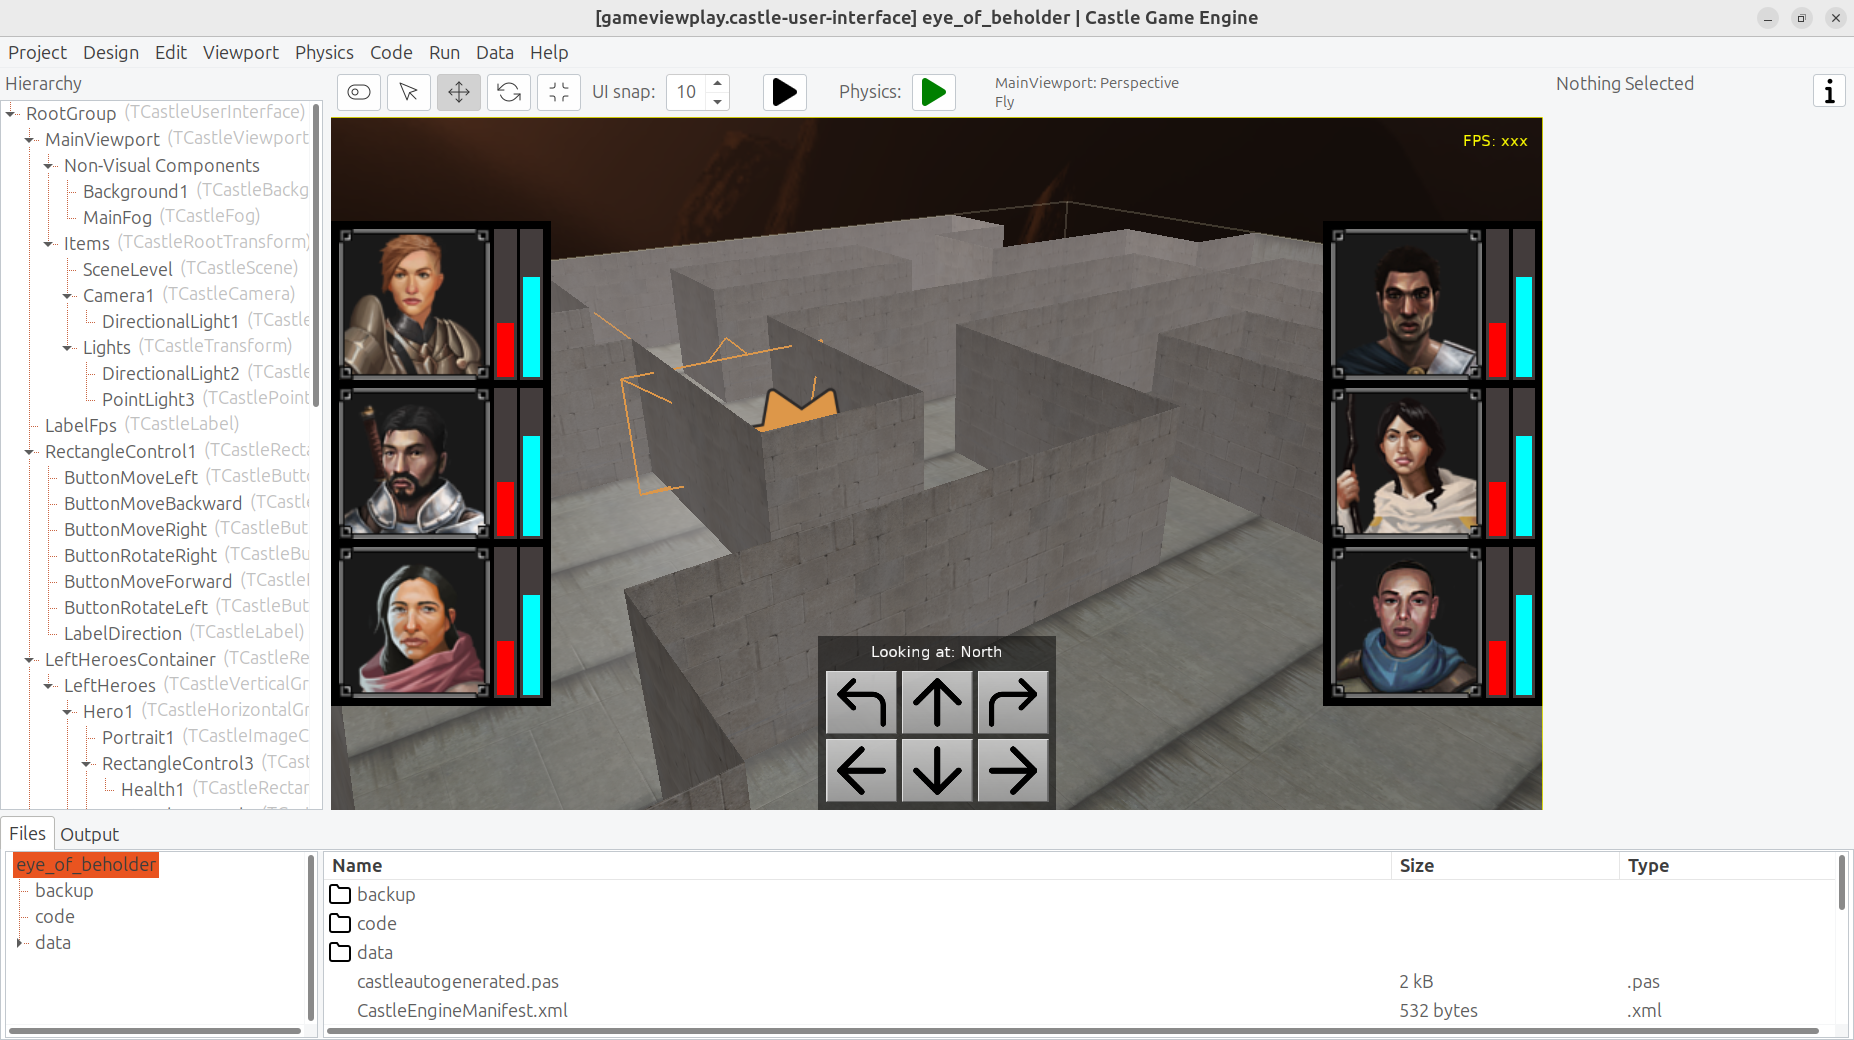 [gameviewplay.castle-user-interface] eye_of_beholder | Castle Game Engine
Project Design Edit Viewport Physics Code Run Data Help
Hierarchy
UI snap: 10
Physics:
MainViewport: Perspective
Fly
Nothing Selected
RootGroup (TCastleUserInterface)
MainViewport (TCastleViewport
Non-Visual Components
Background1 (TCastleBackg
MainFog (TCastleFog)
Items (TCastleRootTransform)
SceneLevel (TCastleScene)
Camera1 (TCastleCamera)
DirectionalLight1 (TCastle
Lights (TCastleTransform)
DirectionalLight2 (TCastle
PointLight3 (TCastlePoint
LabelFps (TCastleLabel)
RectangleControl1 (TCastleRecta
ButtonMoveLeft (TCastleButto
ButtonMoveBackward (TCastle
ButtonMoveRight (TCastleBut
ButtonRotateRight (TCastleBu
ButtonMoveForward (TCastle
ButtonRotateLeft (TCastleBut
LabelDirection (TCastleLabel)
LeftHeroesContainer (TCastleRe
LeftHeroes (TCastleVerticalGr
Hero1 (TCastleHorizontalGr
Portrait1 (TCastleImageC
RectangleControl3 (TCast
Health1 (TCastleRectan
FPS: xxx
Looking at: North
Files Output
eye_of_beholder
backup
code
data
Name Size Type
backup
code
data
castleautogenerated.pas 2 kB .pas
CastleEngineManifest.xml 532 bytes .xml